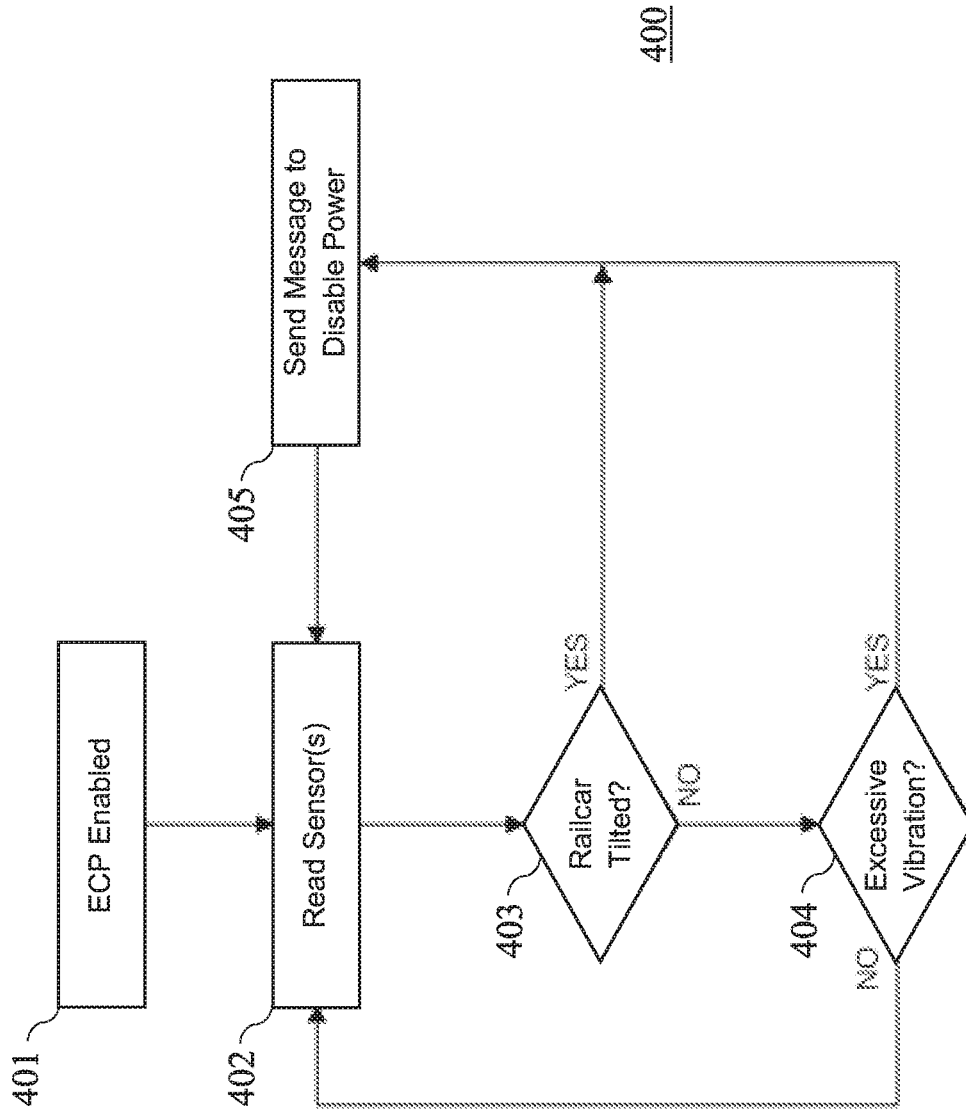 401
ECP Enabled
402
Read Sensor(s)
405
Send Message to
Disable Power
403
Railcar
Tilted?
YES
NO
404
Excessive
Vibration?
YES
NO
400